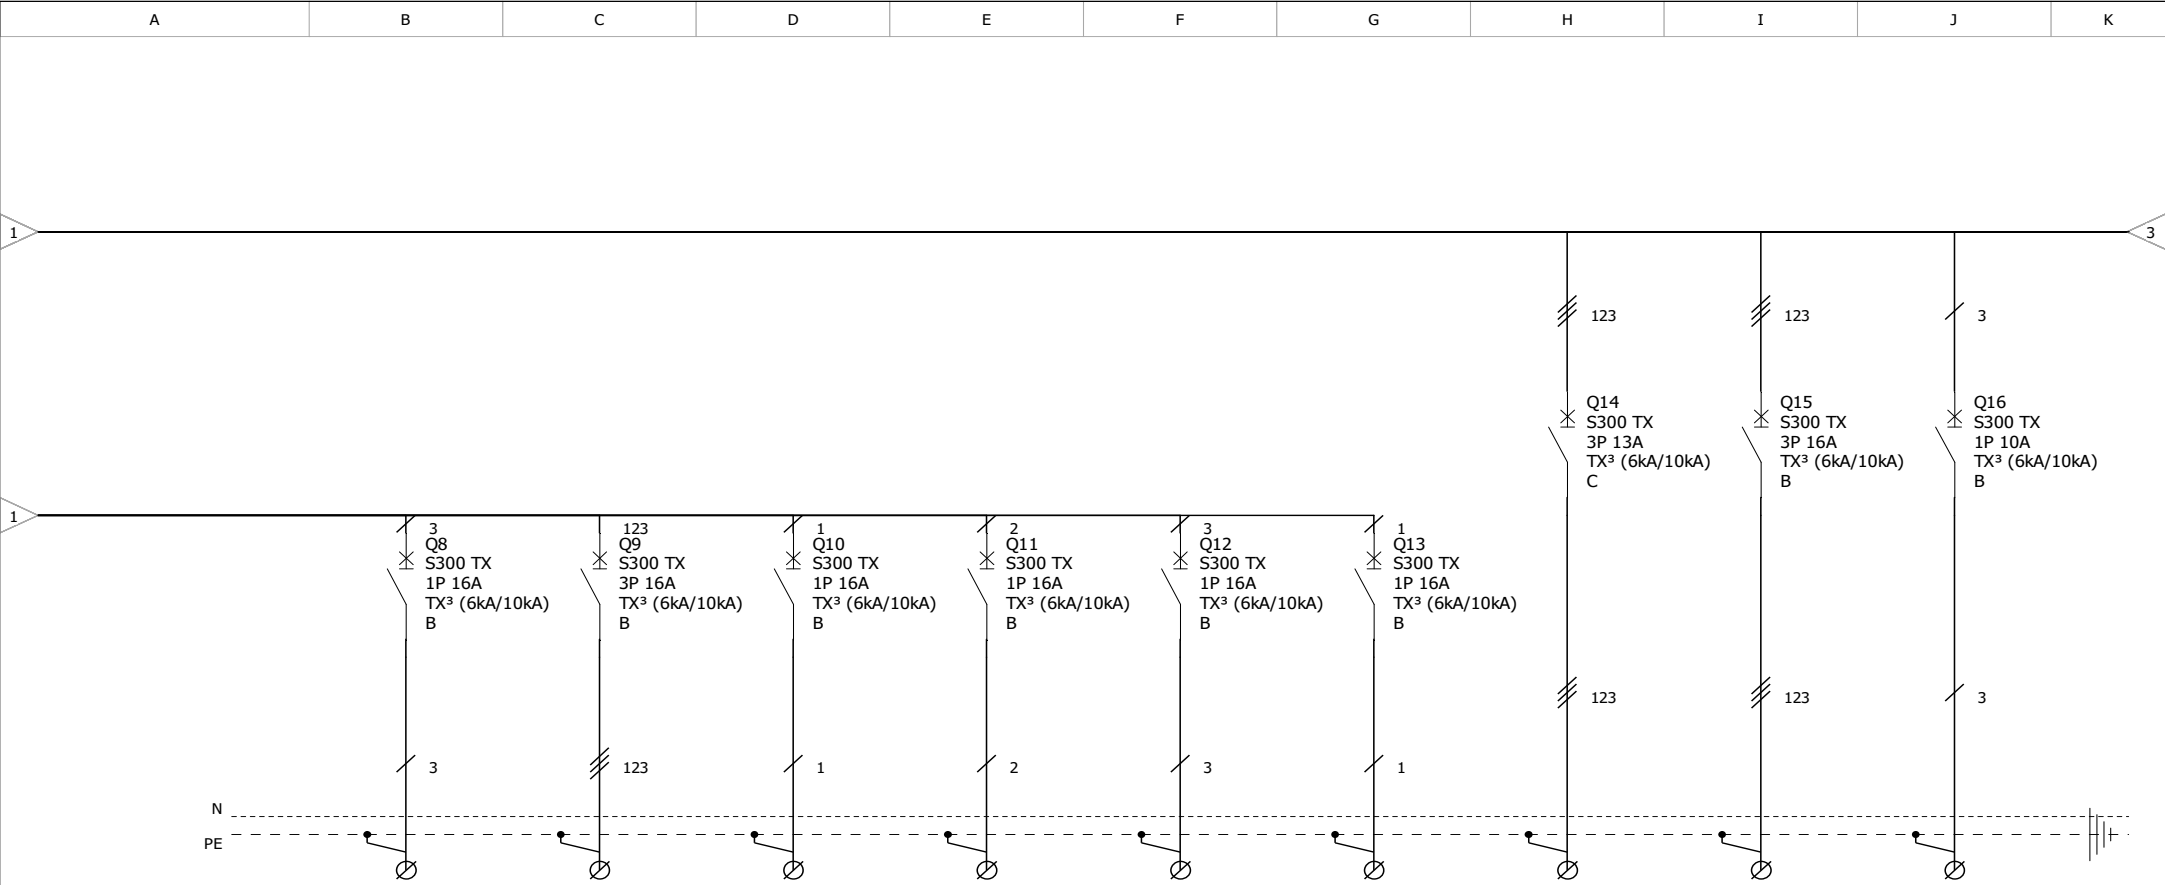 A B C D E F G H I J K
1 3
123 123 3
Q14 Q15 Q16
S300 TX S300 TX S300 TX
3P 13A 3P 16A 1P 10A
TX³ (6kA/10kA) TX³ (6kA/10kA) TX³ (6kA/10kA)
C B B
1
3 123 1 2 3 1
Q8 Q9 Q10 Q11 Q12 Q13
S300 TX S300 TX S300 TX S300 TX S300 TX S300 TX
1P 16A 3P 16A 1P 16A 1P 16A 1P 16A 1P 16A
TX³ (6kA/10kA) TX³ (6kA/10kA) TX³ (6kA/10kA) TX³ (6kA/10kA) TX³ (6kA/10kA) TX³ (6kA/10kA)
B B B B B B
123 123 3
3 123 1 2 3 1
N
PE